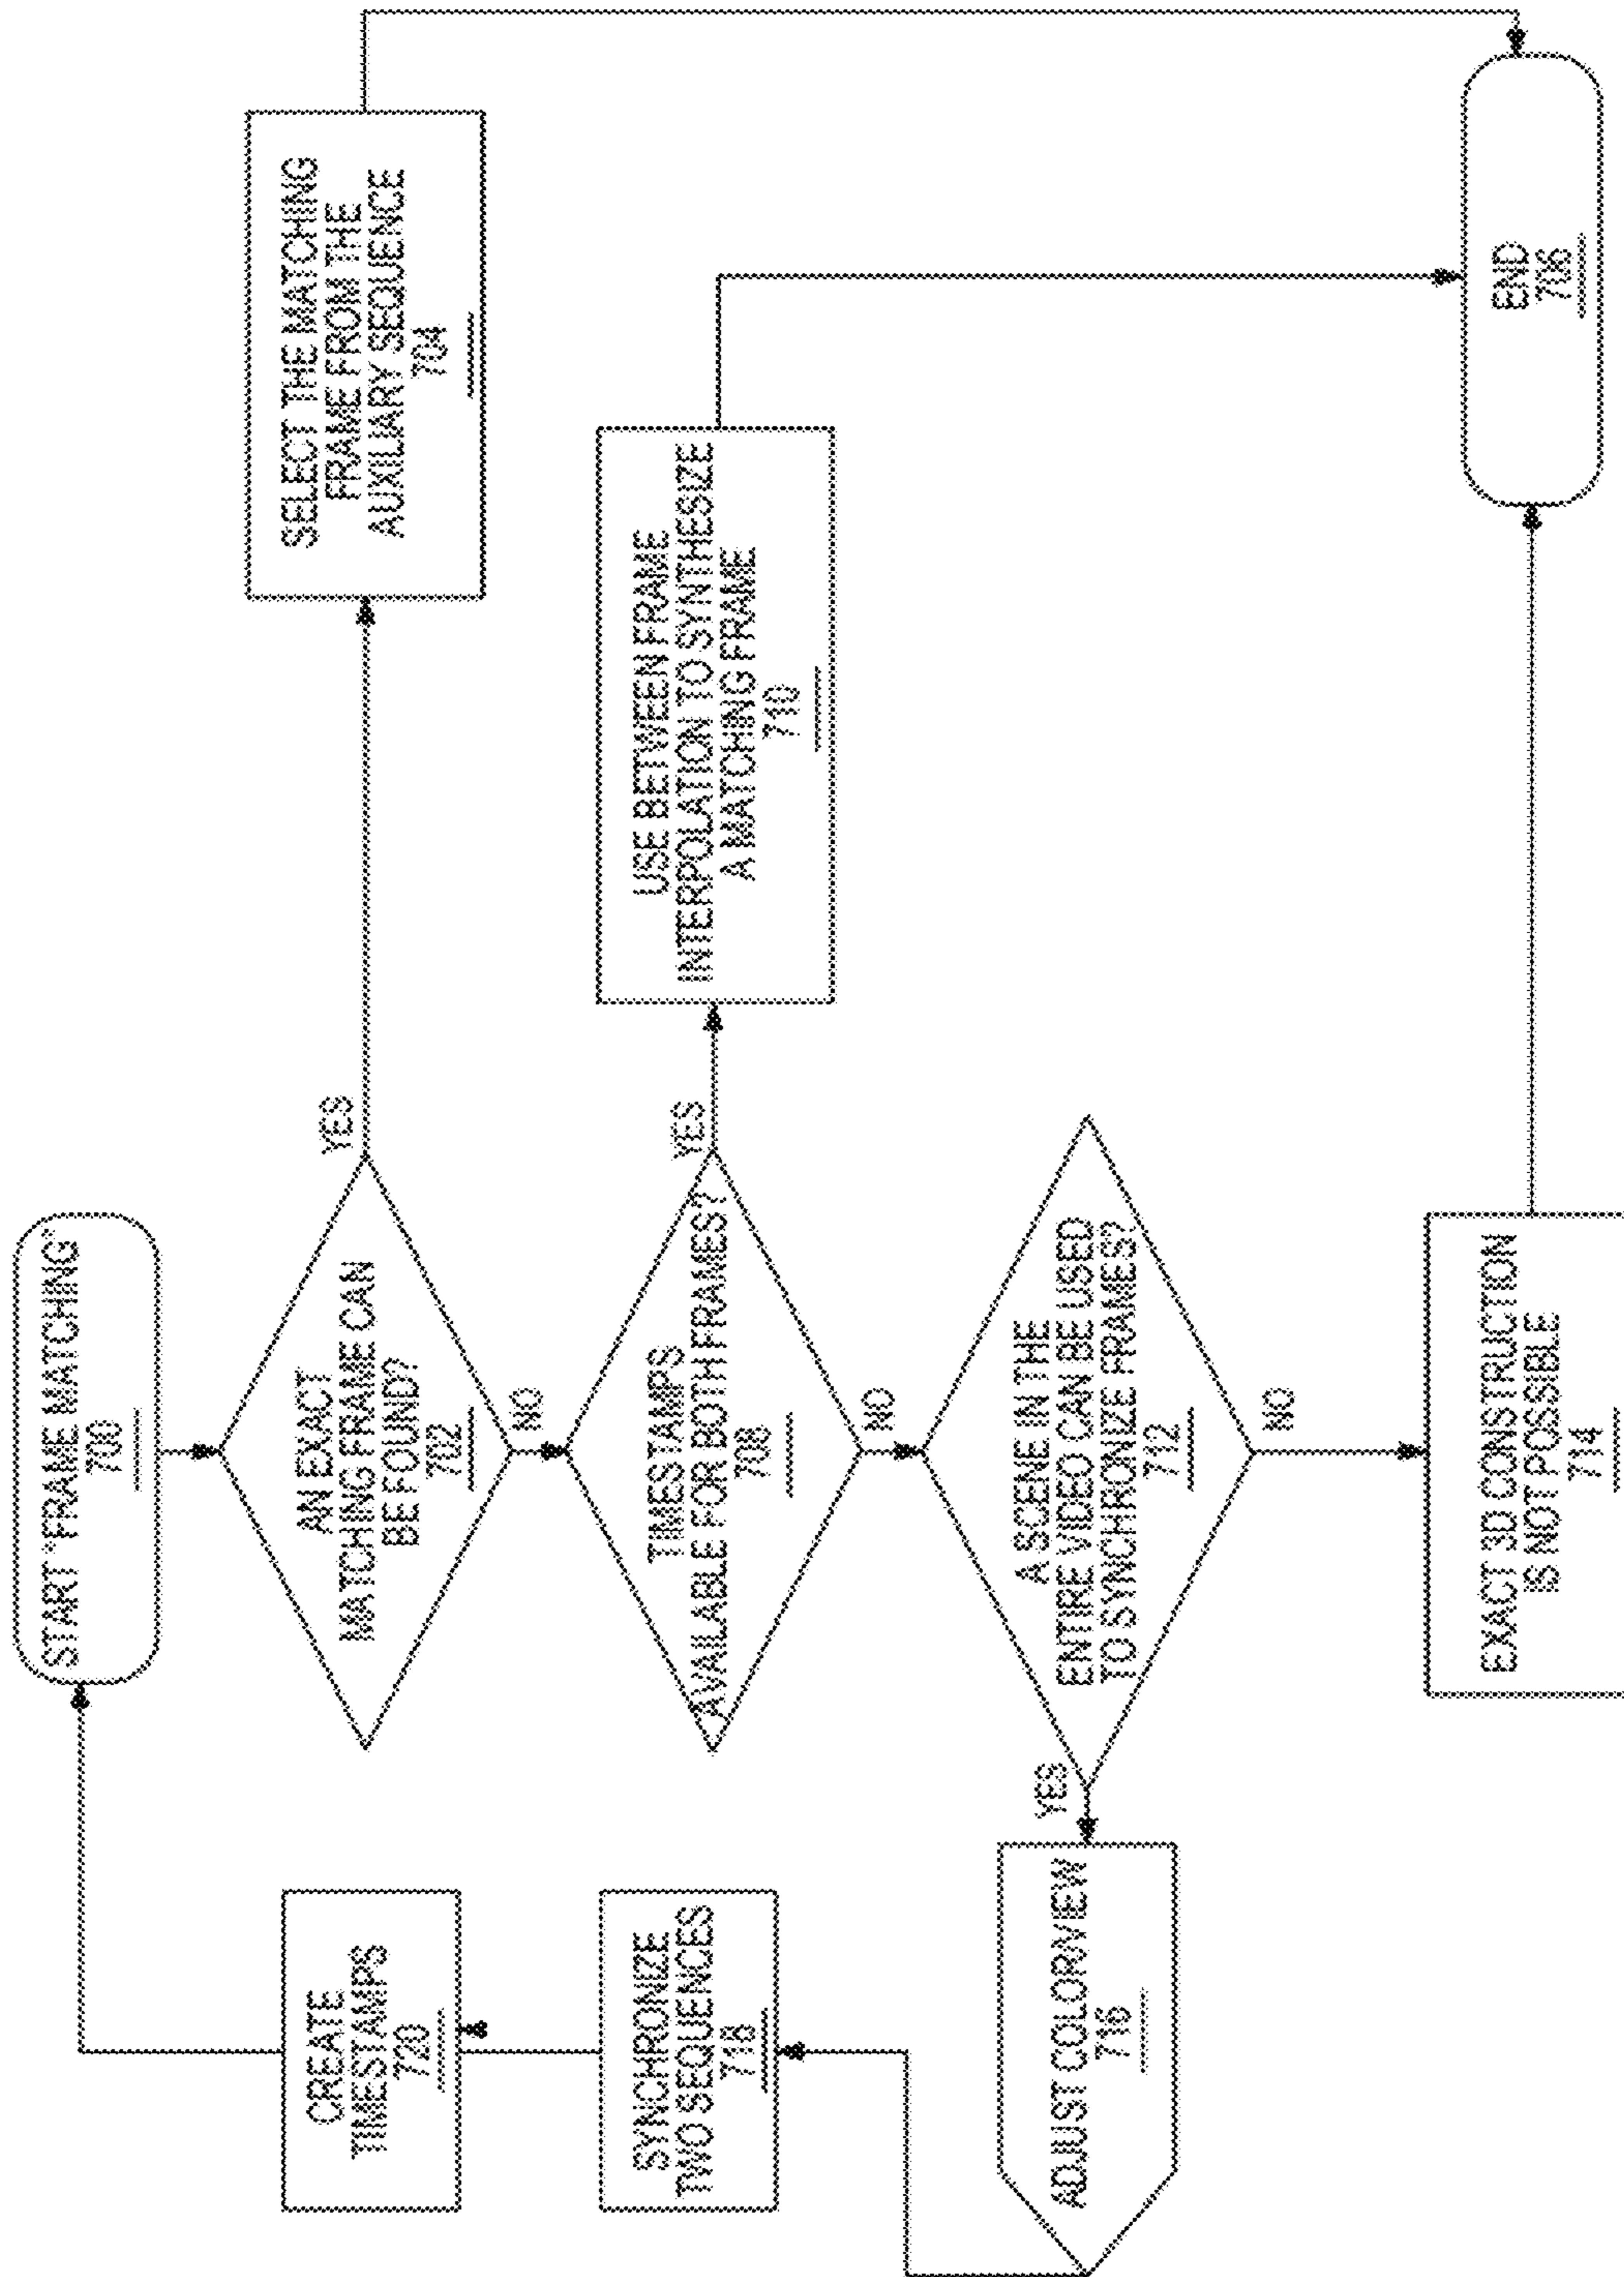 START "FRAME MATCHING"
700
AN EXACT
MATCHING FRAME CAN
BE FOUND?
702
YES
NO
SELECT THE MATCHING
FRAME FROM THE
AUXILIARY SEQUENCE
704
TIMESTAMPS
AVAILABLE FOR BOTH FRAMES?
708
YES
NO
USE BETWEEN FRAME
INTERPOLATION TO SYNTHESIZE
A MATCHING FRAME
710
A SCENE IN THE
ENTIRE VIDEO CAN BE USED
TO SYNCHRONIZE FRAMES?
712
YES
NO
EXACT 3D CONSTRUCTION
IS NOT POSSIBLE
714
END
706
ADJUST COLOR/VIEW
716
SYNCHRONIZE
TWO SEQUENCES
718
CREATE
TIMESTAMPS
720